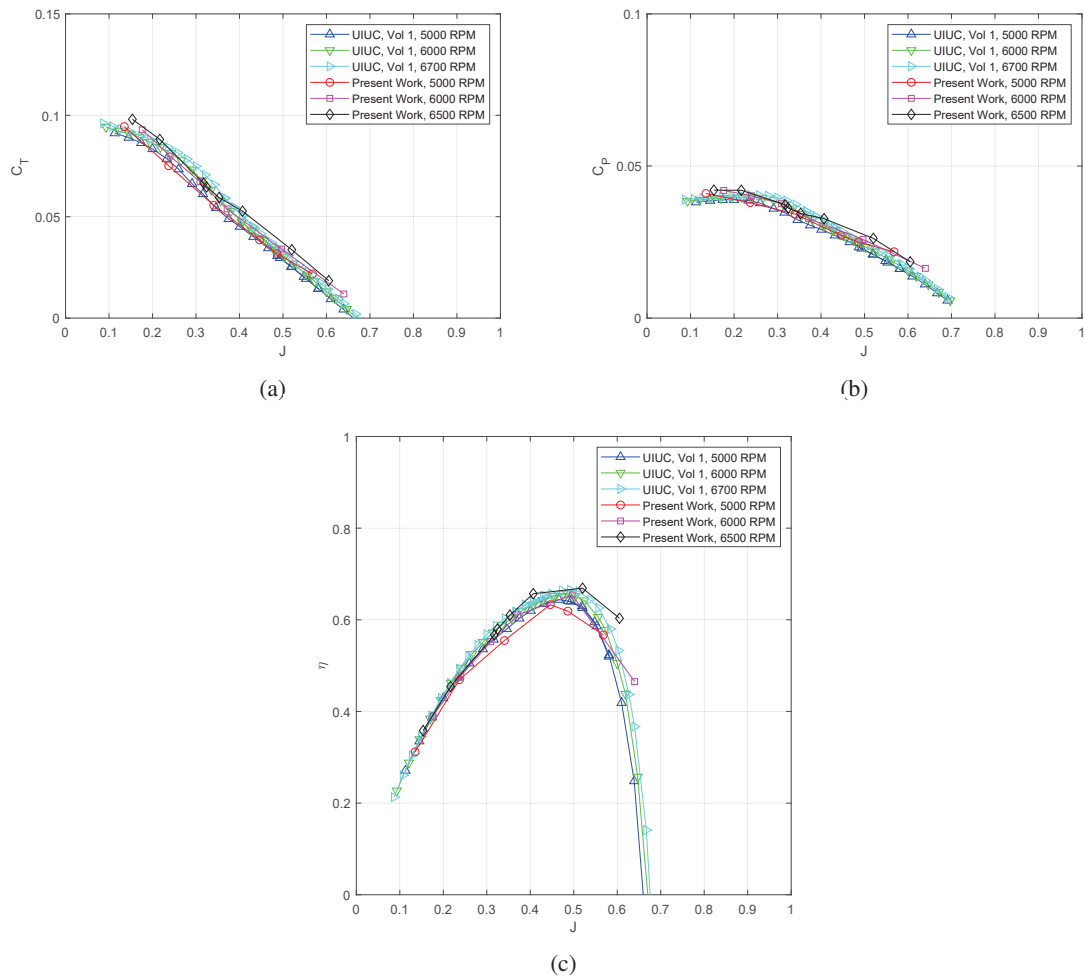 0.15
0.1
0.05
0
C_T
0 0.1 0.2 0.3 0.4 0.5 0.6 0.7 0.8 0.9 1
J
UIUC, Vol 1, 5000 RPM
UIUC, Vol 1, 6000 RPM
UIUC, Vol 1, 6700 RPM
Present Work, 5000 RPM
Present Work, 6000 RPM
Present Work, 6500 RPM
(a)
0.1
0.05
0
C_P
0 0.1 0.2 0.3 0.4 0.5 0.6 0.7 0.8 0.9 1
J
UIUC, Vol 1, 5000 RPM
UIUC, Vol 1, 6000 RPM
UIUC, Vol 1, 6700 RPM
Present Work, 5000 RPM
Present Work, 6000 RPM
Present Work, 6500 RPM
(b)
1
0.8
0.6
0.4
0.2
0
η
0 0.1 0.2 0.3 0.4 0.5 0.6 0.7 0.8 0.9 1
J
UIUC, Vol 1, 5000 RPM
UIUC, Vol 1, 6000 RPM
UIUC, Vol 1, 6700 RPM
Present Work, 5000 RPM
Present Work, 6000 RPM
Present Work, 6500 RPM
(c)